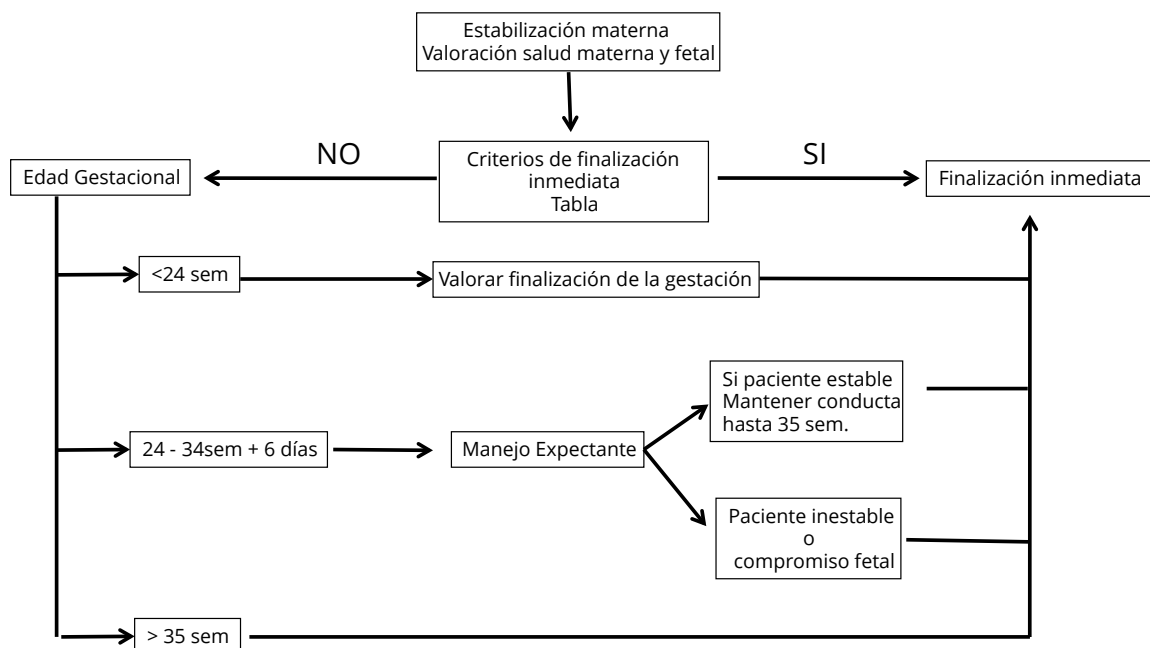 Estabilización materna
Valoración salud materna y fetal
NO
SI
Edad Gestacional
Criterios de finalización
inmediata
Tabla
Finalización inmediata
<24 sem
Valorar finalización de la gestación
Si paciente estable
Mantener conducta
hasta 35 sem.
24 - 34sem + 6 días
Manejo Expectante
Paciente inestable
o
compromiso fetal
> 35 sem